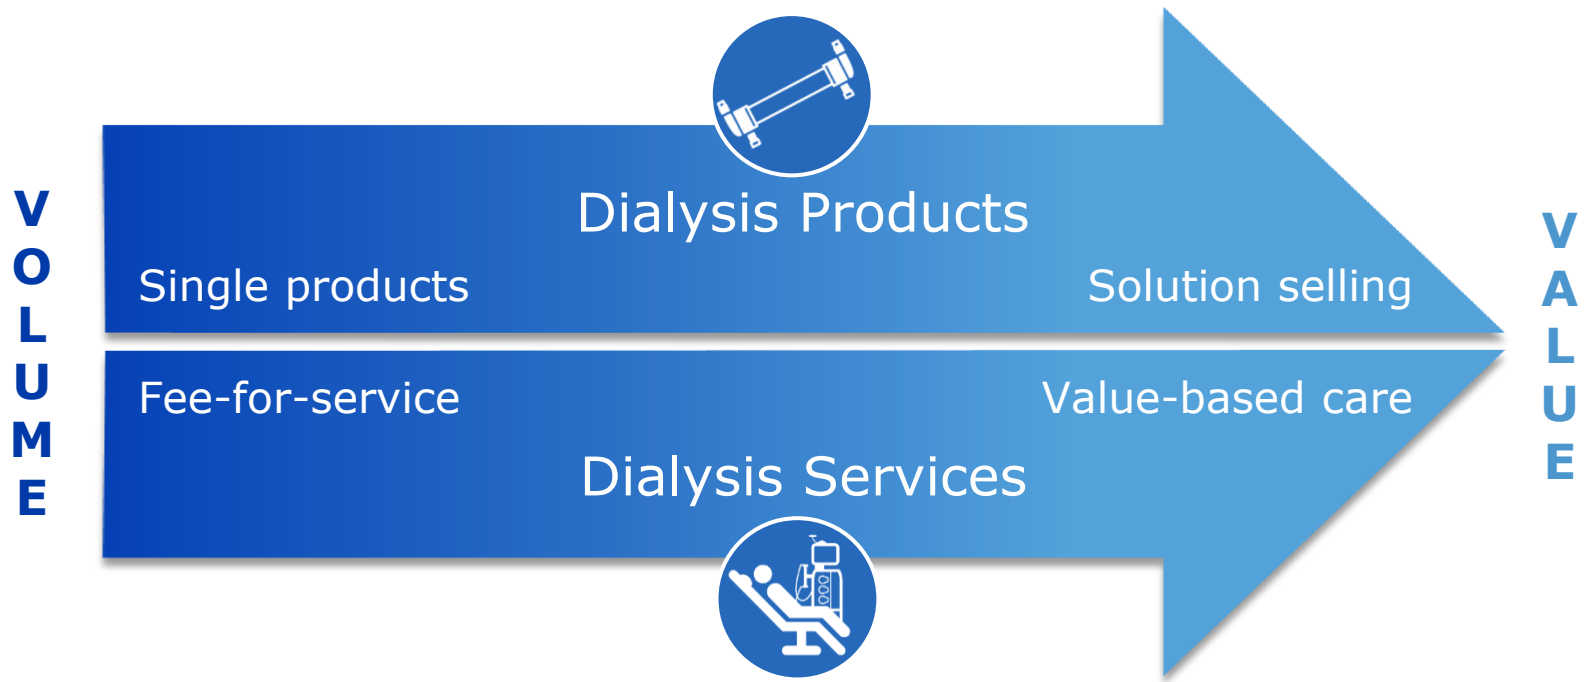 VOLUME
Dialysis Products
Single products
Solution selling
Fee-for-service
Value-based care
Dialysis Services
VALUE